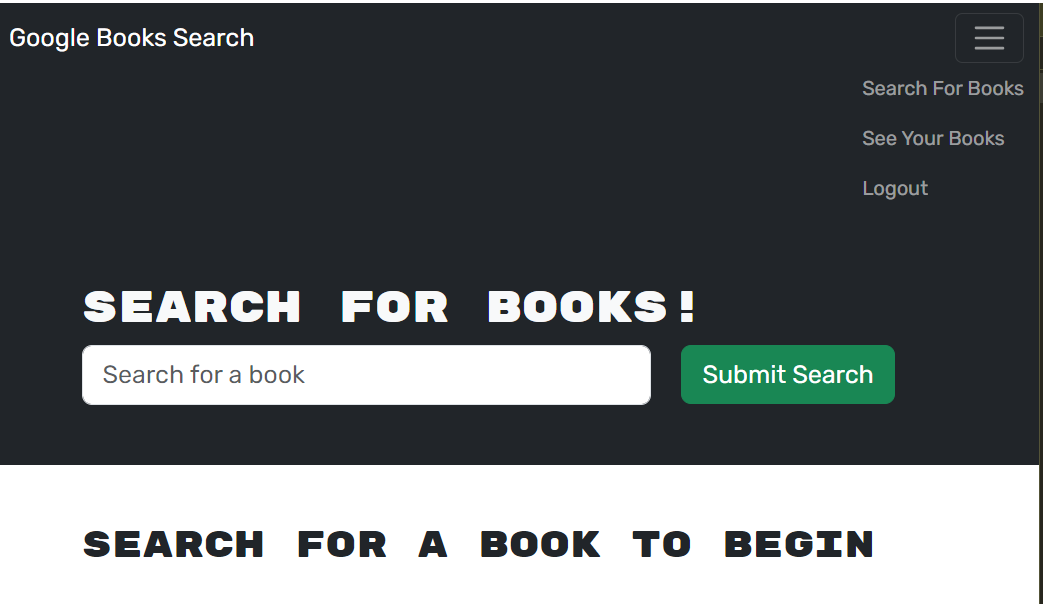 Google Books Search
Search For Books
See Your Books
Logout
SEARCH FOR BOOKS!
Search for a book
Submit Search
SEARCH FOR A BOOK TO BEGIN